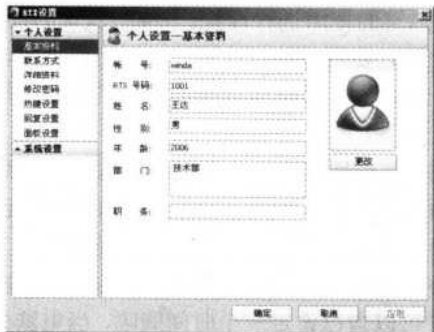 RTX设置
个人设置
基本资料
联系方式
详细资料
修改密码
热键设置
回复设置
面板设置
系统设置
个人设置—基本资料
帐 号: wenda
RTX 号码: 1001
姓 名: 王达
性 别: 男
年 龄: 2006
部 门: 技术部
职 务:
更改
确定
取消
应用